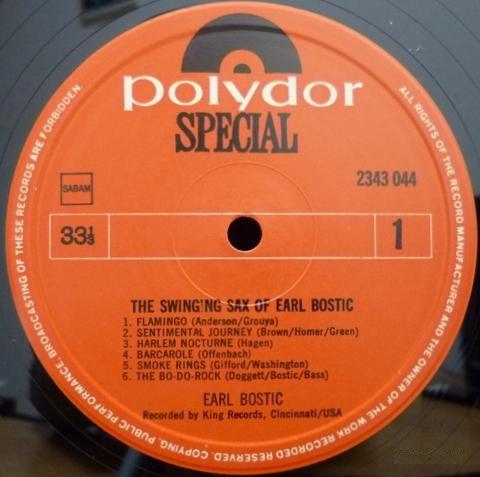 polydor
SPECIAL
SABAM
2343 044
33⅓
1
THE SWINGING SAX OF EARL BOSTIC
1. FLAMINGO (Anderson/Grouya)
2. SENTIMENTAL JOURNEY (Brown/Homer/Green)
3. HARLEM NOCTURNE (Hagen)
4. BARCAROLE (Offenbach)
5. SMOKE RINGS (Gifford/Washington)
6. THE BO-DO-ROCK (Doggett/Bostic/Bass)
EARL BOSTIC
Recorded by King Records, Cincinnati/USA
ALL RIGHTS OF THE RECORD MANUFACTURER AND THE OWNER OF THE WORK RECORDED RESERVED. COPYING, PUBLIC PERFORMANCE, BROADCASTING OF THESE RECORDS ARE FORBIDDEN.